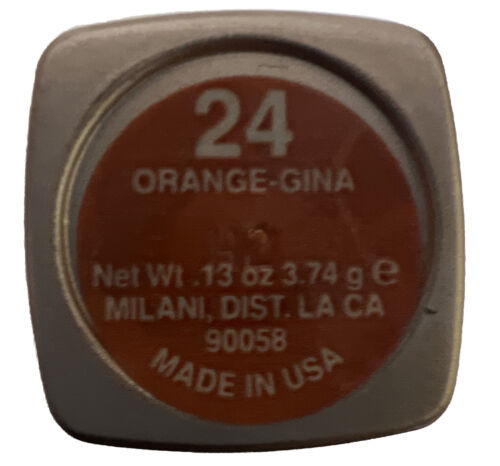 24
ORANGE-GINA
Net Wt .13 oz 3.74 g e
MILANI, DIST. LA CA
90058
MADE IN USA